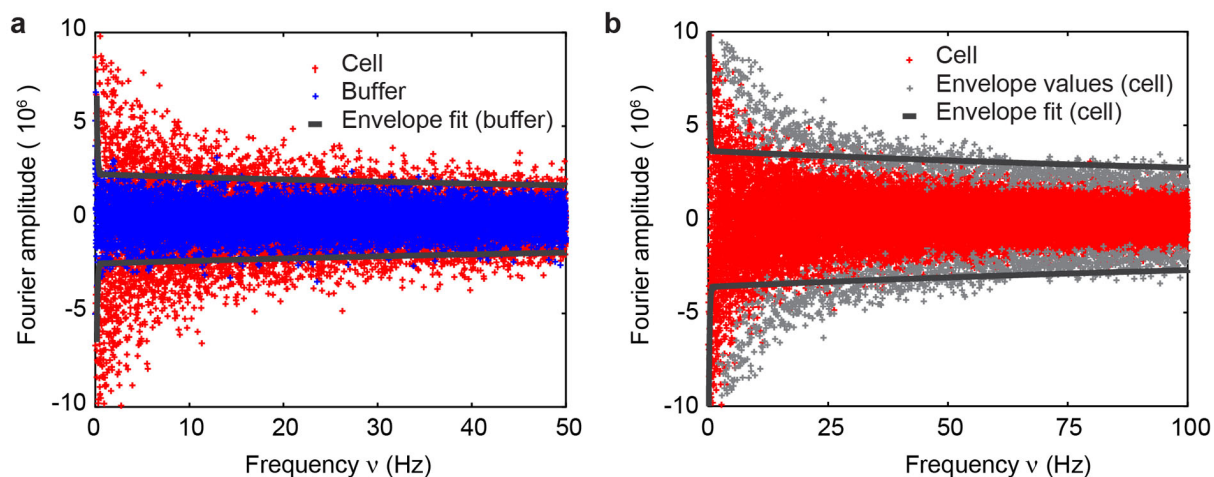 a
10
5
0
-5
-10
Fourier amplitude ( 10⁶)
Cell
Buffer
Envelope fit (buffer)
0 10 20 30 40 50
Frequency ν (Hz)
b
10
5
0
-5
-10
Fourier amplitude ( 10⁶)
Cell
Envelope values (cell)
Envelope fit (cell)
0 25 50 75 100
Frequency ν (Hz)